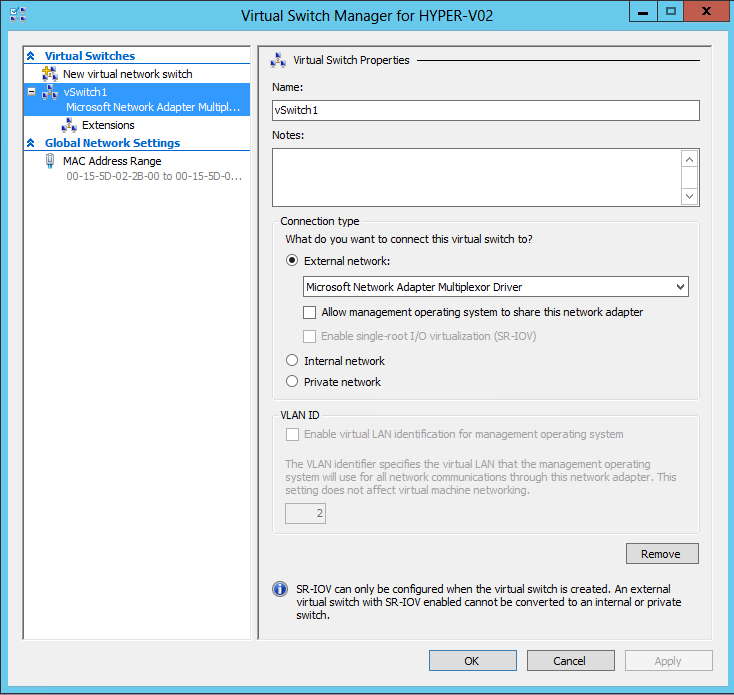 Virtual Switch Manager for HYPER-V02
Virtual Switches
New virtual network switch
vSwitch1
Microsoft Network Adapter Multipl...
Extensions
Global Network Settings
MAC Address Range
00-15-5D-02-2B-00 to 00-15-5D-0...
Virtual Switch Properties
Name:
vSwitch1
Notes:
Connection type
What do you want to connect this virtual switch to?
External network:
Microsoft Network Adapter Multiplexor Driver
Allow management operating system to share this network adapter
Enable single-root I/O virtualization (SR-IOV)
Internal network
Private network
VLAN ID
Enable virtual LAN identification for management operating system
The VLAN identifier specifies the virtual LAN that the management operating
system will use for all network communications through this network adapter. This
setting does not affect virtual machine networking.
2
Remove
SR-IOV can only be configured when the virtual switch is created. An external
virtual switch with SR-IOV enabled cannot be converted to an internal or private
switch.
OK
Cancel
Apply